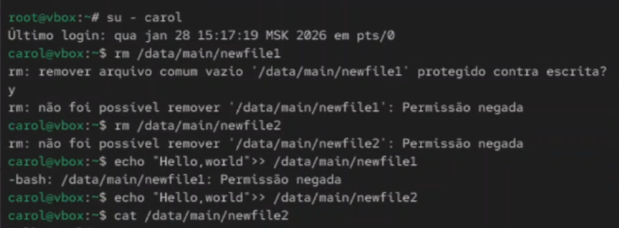 root@vbox:~# su - carol
Último login: qua jan 28 15:17:19 MSK 2026 em pts/0
carol@vbox:~$ rm /data/main/newfile1
rm: remover arquivo comum vazio '/data/main/newfile1' protegido contra escrita?
y
rm: não foi possível remover '/data/main/newfile1': Permissão negada
carol@vbox:~$ rm /data/main/newfile2
rm: não foi possível remover '/data/main/newfile2': Permissão negada
carol@vbox:~$ echo "Hello,world">> /data/main/newfile1
-bash: /data/main/newfile1: Permissão negada
carol@vbox:~$ echo "Hello,world">> /data/main/newfile2
carol@vbox:~$ cat /data/main/newfile2